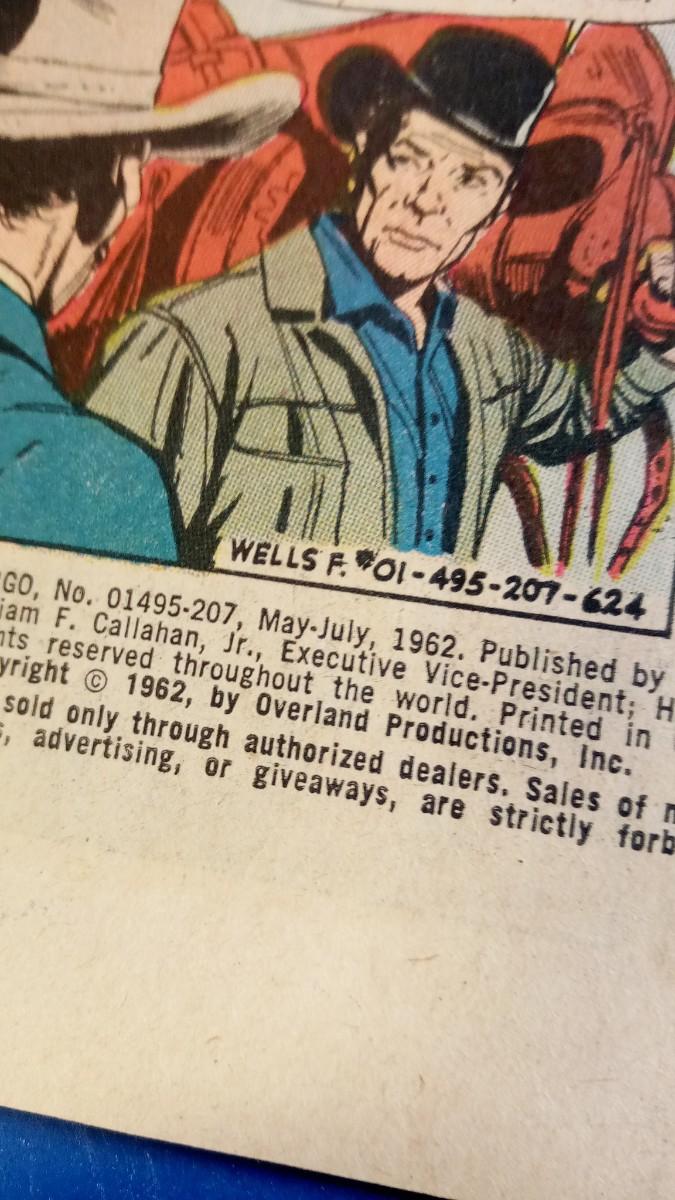 WELLS F. #01-495-207-624
GO, No. 01495-207, May-July, 1962. Published by
iam F. Callahan, Jr., Executive Vice-President; H
nts reserved throughout the world. Printed in
yright © 1962, by Overland Productions, Inc.
sold only through authorized dealers. Sales of
s, advertising, or giveaways, are strictly forb